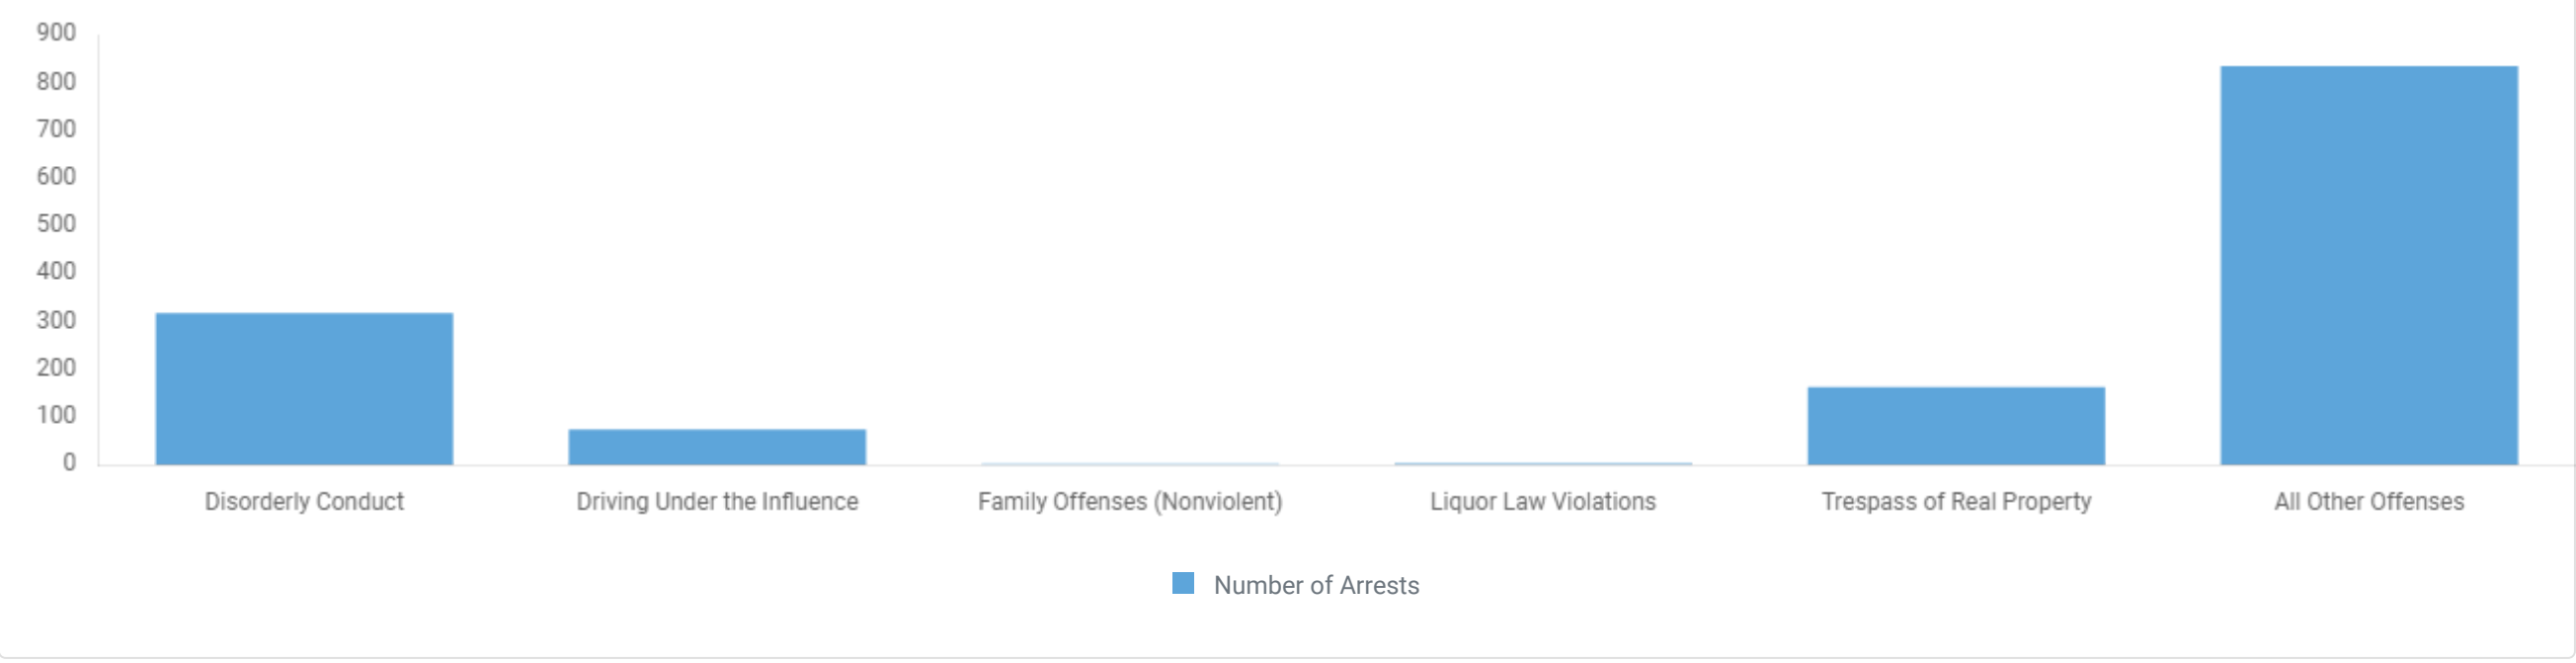 900
800
700
600
500
400
300
200
100
0
Disorderly Conduct
Driving Under the Influence
Family Offenses (Nonviolent)
Liquor Law Violations
Trespass of Real Property
All Other Offenses
Number of Arrests